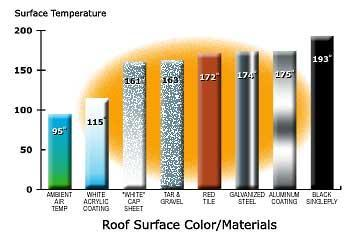 Surface Temperature
200
150
100
50
0
95°
115°
161°
163
172°
174°
175°
193°
AMBIENT
AIR
TEMP
WHITE
ACRYLIC
COATING
"WHITE"
CAP
SHEET
TAR &
GRAVEL
RED
TILE
GALVANIZED
STEEL
ALUMINUM
COATING
BLACK
SINGLEPLY
Roof Surface Color/Materials